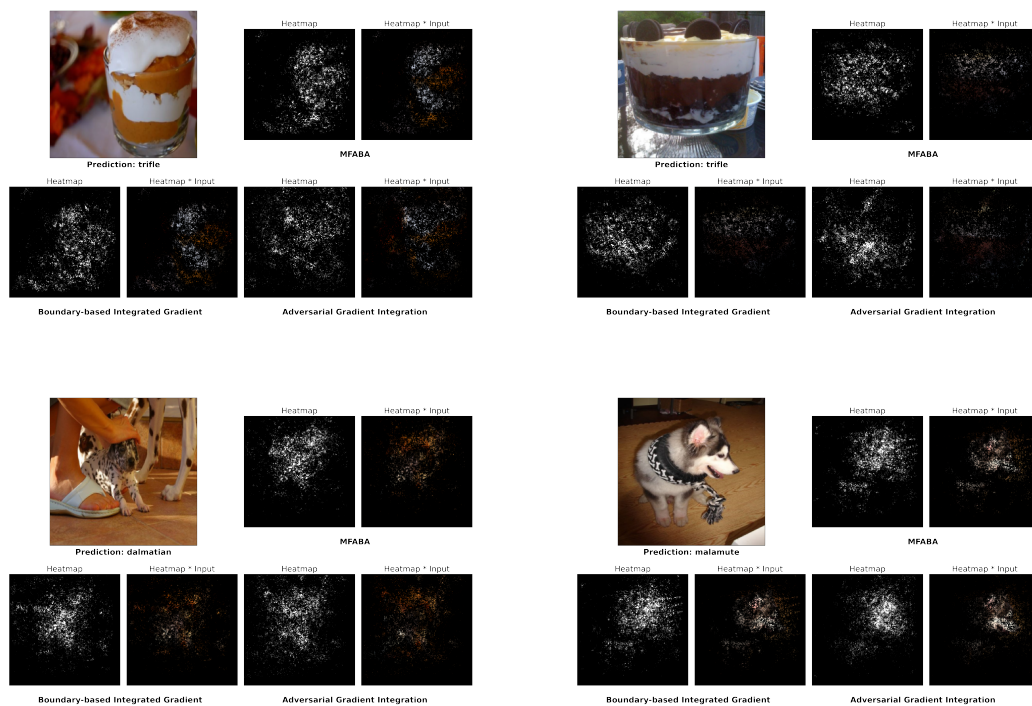 Heatmap
Heatmap * Input
MFABA
Prediction: trifle
Heatmap
Heatmap * Input
Heatmap
Heatmap * Input
Boundary-based Integrated Gradient
Adversarial Gradient Integration
Heatmap
Heatmap * Input
MFABA
Prediction: trifle
Heatmap
Heatmap * Input
Heatmap
Heatmap * Input
Boundary-based Integrated Gradient
Adversarial Gradient Integration
Heatmap
Heatmap * Input
MFABA
Prediction: dalmatian
Heatmap
Heatmap * Input
Heatmap
Heatmap * Input
Boundary-based Integrated Gradient
Adversarial Gradient Integration
Heatmap
Heatmap * Input
MFABA
Prediction: malamute
Heatmap
Heatmap * Input
Heatmap
Heatmap * Input
Boundary-based Integrated Gradient
Adversarial Gradient Integration